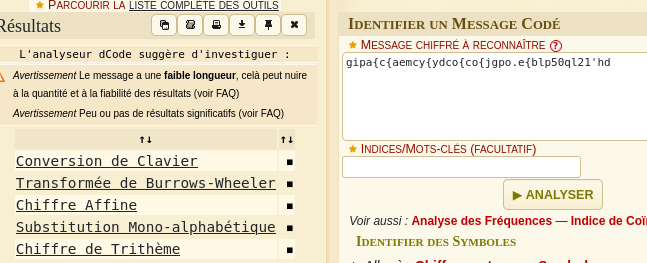 ★ Parcourir la liste complète des outils
Résultats
L'analyseur dCode suggère d'investiguer :
Avertissement Le message a une faible longueur, celà peut nuire
à la quantité et à la fiabilité des résultats (voir FAQ)
Avertissement Peu ou pas de résultats significatifs (voir FAQ)
↑↓ ↑↓
Conversion de Clavier ■
Transformée de Burrows-Wheeler ■
Chiffre Affine ■
Substitution Mono-alphabétique ■
Chiffre de Trithème ■
Identifier un Message Codé
★ Message chiffré à reconnaître ?
gipa{c{aemcy{ydco{co{jgpo.e{blp50ql21'hd
★ Indices/Mots-clés (facultatif)
▶ ANALYSER
Voir aussi : Analyse des Fréquences — Indice de Coï
Identifier des Symboles